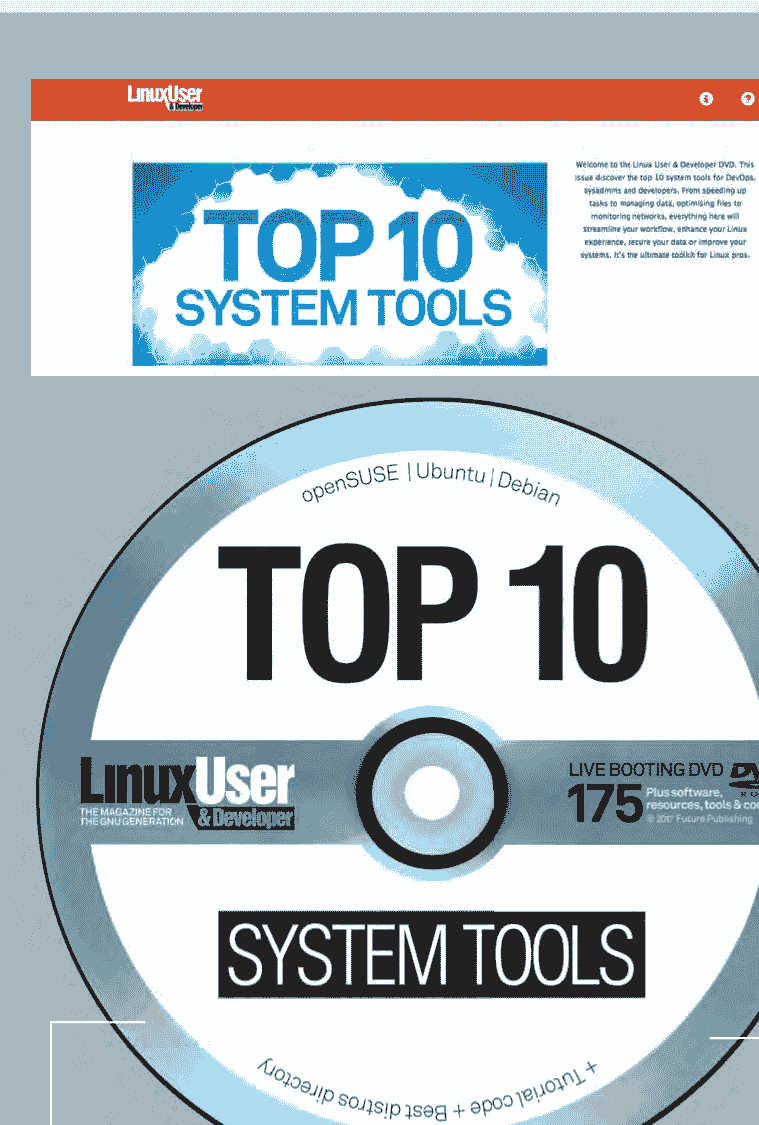 LinuxUser
& Developer
TOP 10
SYSTEM TOOLS
Welcome to the Linux User & Developer DVD. This
issue discover the top 10 system tools for DevOps,
sysadmins and developers. From speeding up
tasks to managing data, optimising files to
monitoring networks, everything here will
streamline your workflow, enhance your Linux
experience, secure your data or improve your
systems. It's the ultimate toolkit for Linux pros.
openSUSE | Ubuntu | Debian
TOP 10
LinuxUser
& Developer
THE MAGAZINE FOR
THE GNU GENERATION
LIVE BOOTING DVD
175
Plus software,
resources, tools &
© 2017 Future Publishing
SYSTEM TOOLS
+ Tutorial code + Best distros directory